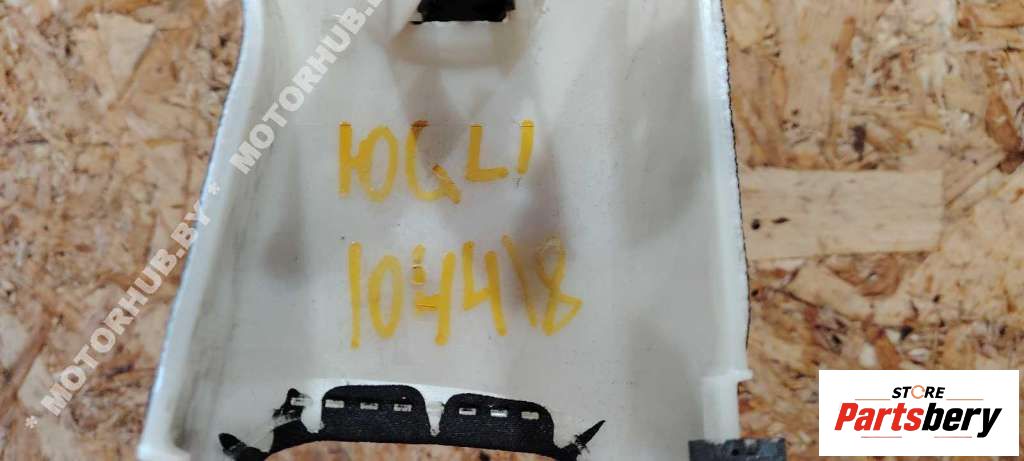 * MOTORHUB.BY * MOTORHUB.BY
ЮGLI
104418
STORE
Partsbery